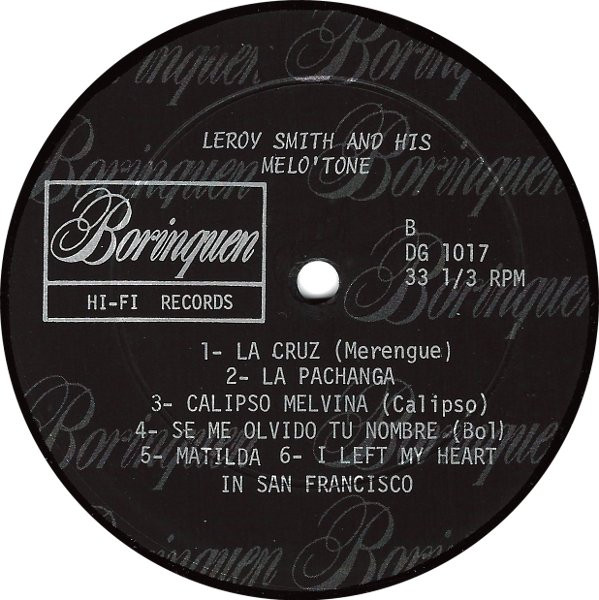 LEROY SMITH AND HIS
MELO'TONE
Borinquen
HI-FI RECORDS
B
DG 1017
33 1/3 RPM
1- LA CRUZ (Merengue)
2- LA PACHANGA
3- CALIPSO MELVINA (Calipso)
4- SE ME OLVIDO TU NOMBRE (Bol)
5- MATILDA 6- I LEFT MY HEART
IN SAN FRANCISCO